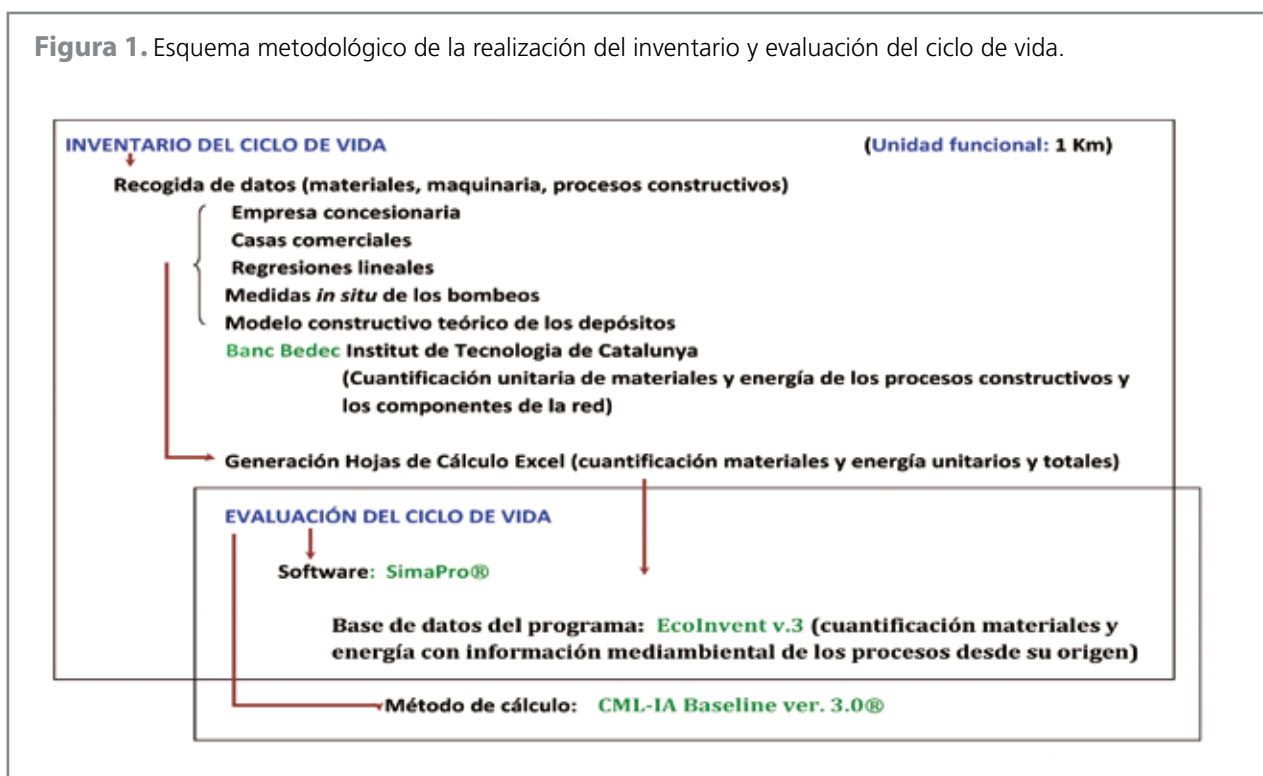 Figura 1. Esquema metodológico de la realización del inventario y evaluación del ciclo de vida.
INVENTARIO DEL CICLO DE VIDA (Unidad funcional: 1 Km)
Recogida de datos (materiales, maquinaria, procesos constructivos)
Empresa concesionaria
Casas comerciales
Regresiones lineales
Medidas in situ de los bombeos
Modelo constructivo teórico de los depósitos
Banc Bedec Institut de Tecnologia de Catalunya
(Cuantificación unitaria de materiales y energía de los procesos constructivos y
los componentes de la red)
Generación Hojas de Cálculo Excel (cuantificación materiales y energía unitarios y totales)
EVALUACIÓN DEL CICLO DE VIDA
Software: SimaPro®
Base de datos del programa: EcoInvent v.3 (cuantificación materiales y
energía con información mediambiental de los procesos desde su origen)
Método de cálculo: CML-IA Baseline ver. 3.0®